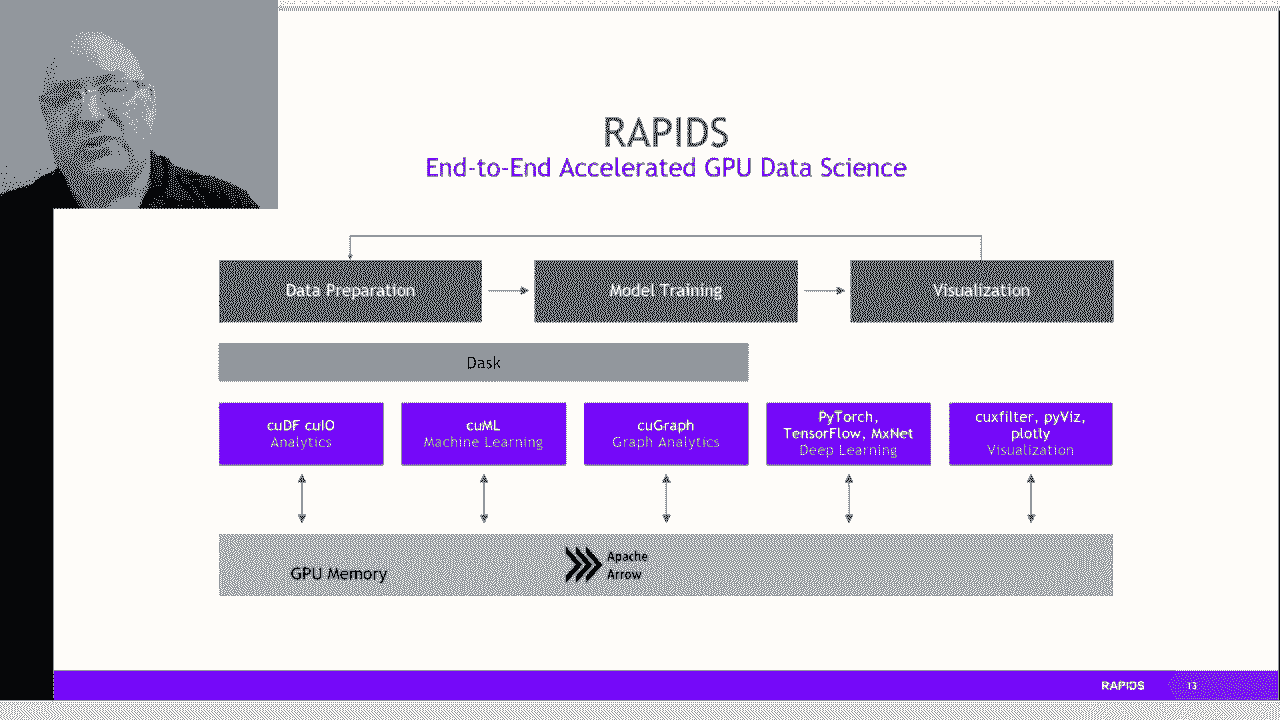 RAPIDS
End-to-End Accelerated GPU Data Science
Data Preparation
Model Training
Visualization
Dask
cuDF cuIO
Analytics
cuML
Machine Learning
cuGraph
Graph Analytics
PyTorch,
TensorFlow, MxNet
Deep Learning
cuxfilter, pyViz,
plotly
Visualization
GPU Memory
Apache
Arrow
RAPIDS
13